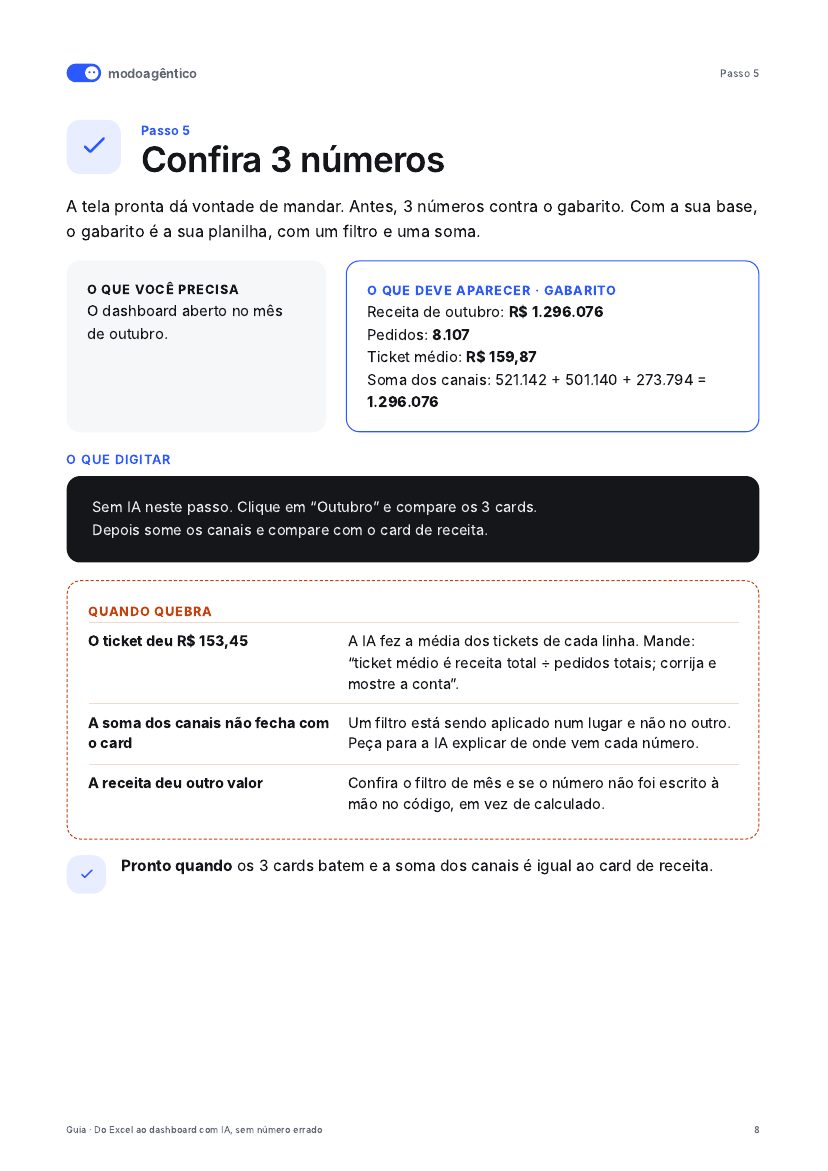 modoagêntico
Passo 5
Passo 5
Confira 3 números
A tela pronta dá vontade de mandar. Antes, 3 números contra o gabarito. Com a sua base,
o gabarito é a sua planilha, com um filtro e uma soma.
O QUE VOCÊ PRECISA
O dashboard aberto no mês
de outubro.
O QUE DEVE APARECER · GABARITO
Receita de outubro: R$ 1.296.076
Pedidos: 8.107
Ticket médio: R$ 159,87
Soma dos canais: 521.142 + 501.140 + 273.794 =
1.296.076
O QUE DIGITAR
Sem IA neste passo. Clique em “Outubro” e compare os 3 cards.
Depois some os canais e compare com o card de receita.
QUANDO QUEBRA
O ticket deu R$ 153,45
A IA fez a média dos tickets de cada linha. Mande:
“ticket médio é receita total ÷ pedidos totais; corrija e
mostre a conta”.
A soma dos canais não fecha com
o card
Um filtro está sendo aplicado num lugar e não no outro.
Peça para a IA explicar de onde vem cada número.
A receita deu outro valor
Confira o filtro de mês e se o número não foi escrito à
mão no código, em vez de calculado.
Pronto quando os 3 cards batem e a soma dos canais é igual ao card de receita.
Guia · Do Excel ao dashboard com IA, sem número errado
8